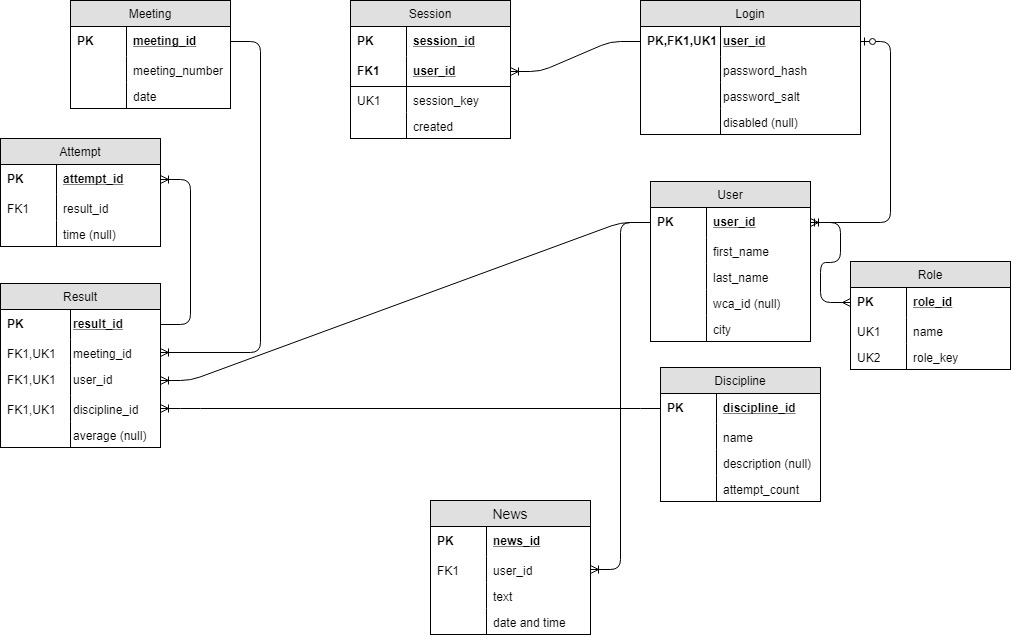 Meeting
PK meeting_id
meeting_number
date
Session
PK session_id
FK1 user_id
UK1 session_key
created
Login
PK,FK1,UK1 user_id
password_hash
password_salt
disabled (null)
Attempt
PK attempt_id
FK1 result_id
time (null)
User
PK user_id
first_name
last_name
wca_id (null)
city
Role
PK role_id
UK1 name
UK2 role_key
Result
PK result_id
FK1,UK1 meeting_id
FK1,UK1 user_id
FK1,UK1 discipline_id
average (null)
Discipline
PK discipline_id
name
description (null)
attempt_count
News
PK news_id
FK1 user_id
text
date and time